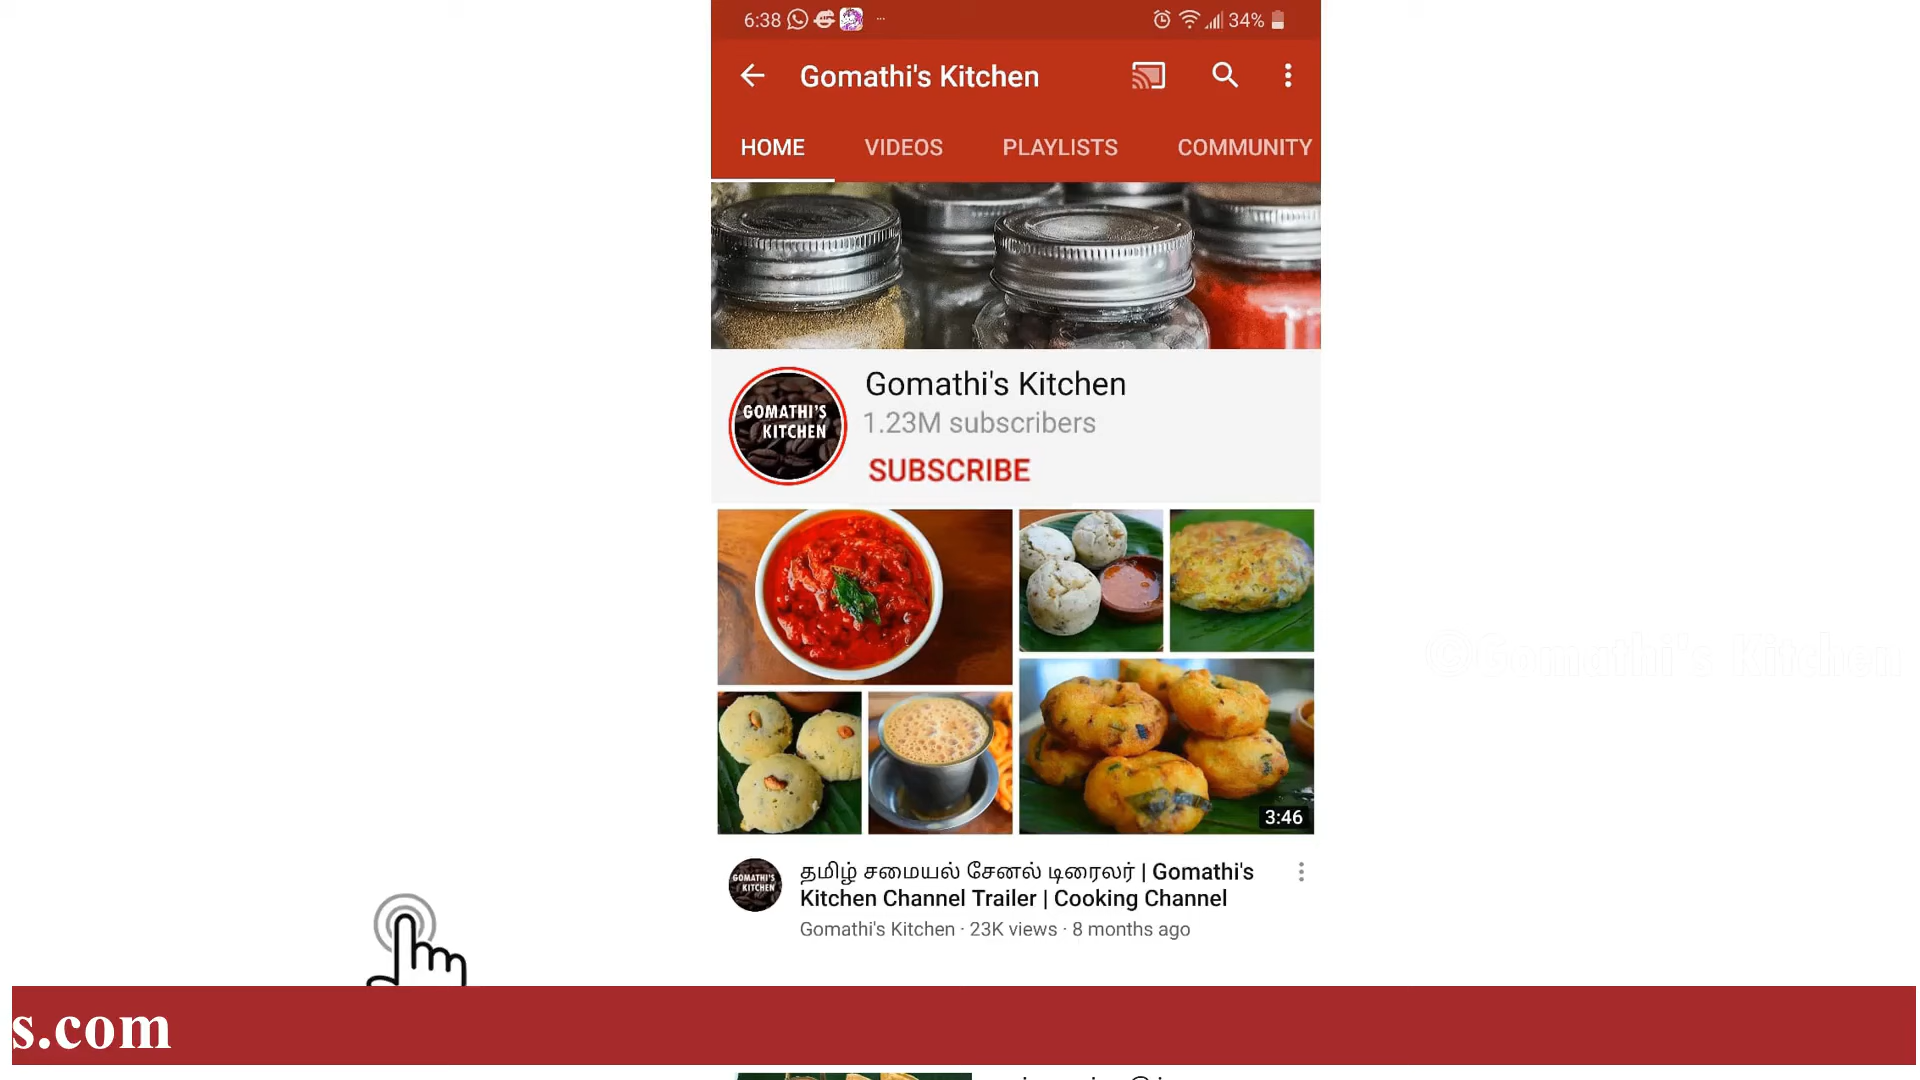 6:38
34%
Gomathi's Kitchen
HOME VIDEOS PLAYLISTS COMMUNITY
GOMATHI'S
KITCHEN
Gomathi's Kitchen
1.23M subscribers
SUBSCRIBE
©Gomathi's Kitchen
3:46
GOMATHI'S
KITCHEN
தமிழ் சமையல் சேனல் டிரைலர் | Gomathi's
Kitchen Channel Trailer | Cooking Channel
Gomathi's Kitchen · 23K views · 8 months ago
s.com